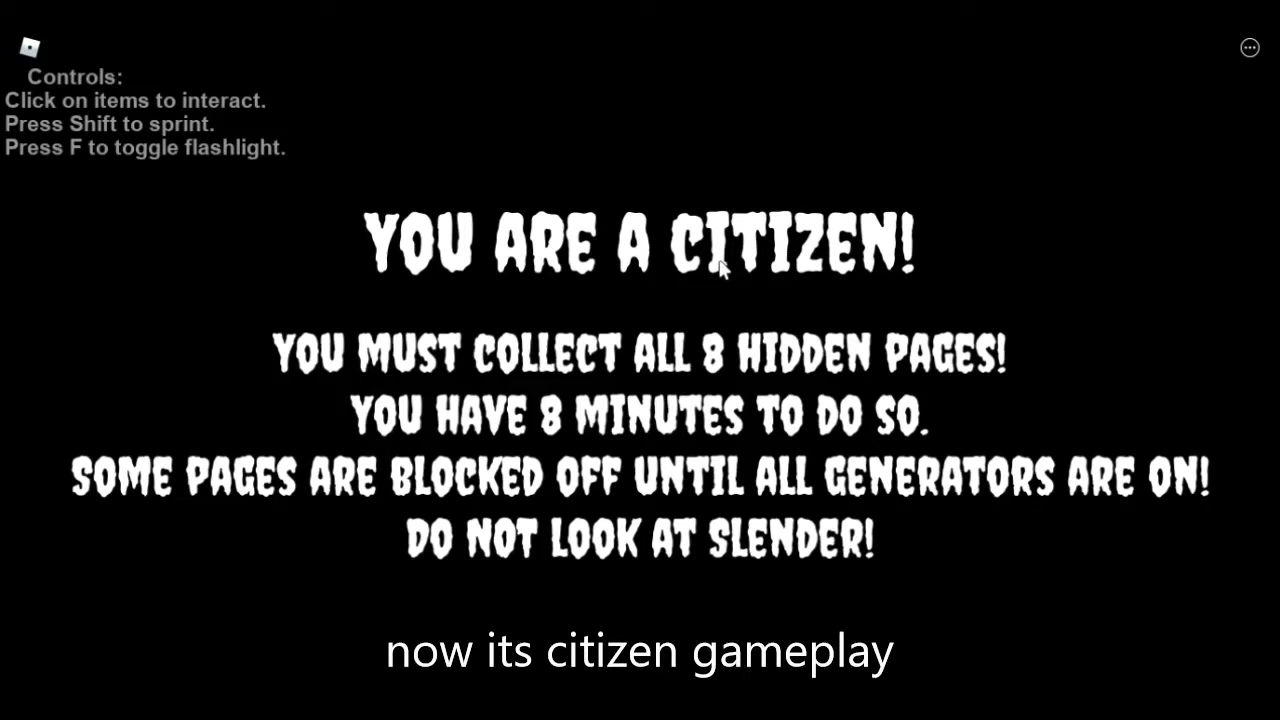 Controls:
Click on items to interact.
Press Shift to sprint.
Press F to toggle flashlight.
YOU ARE A CITIZEN!
YOU MUST COLLECT ALL 8 HIDDEN PAGES!
YOU HAVE 8 MINUTES TO DO SO.
SOME PAGES ARE BLOCKED OFF UNTIL ALL GENERATORS ARE ON!
DO NOT LOOK AT SLENDER!
now its citizen gameplay